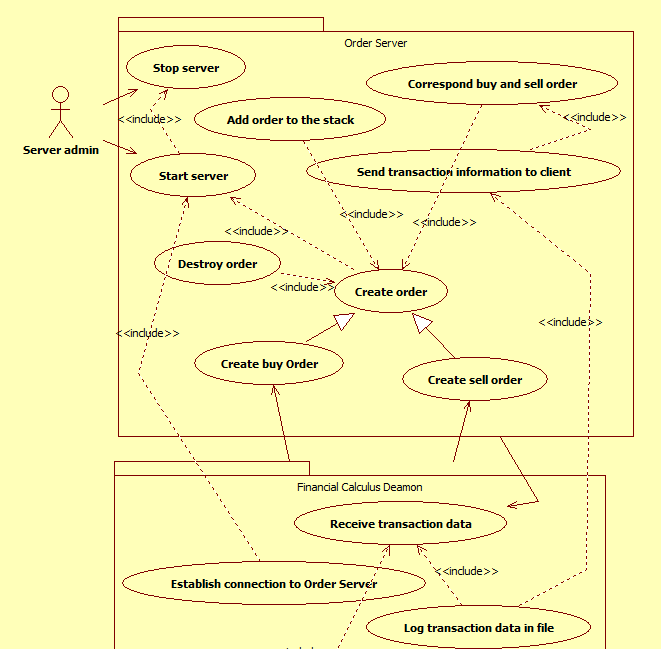 Order Server
Stop server
Correspond buy and sell order
<<include>>
<<include>>
Add order to the stack
Server admin
Start server
Send transaction information to client
<<include>>
<<include>>
<<include>>
Destroy order
<<include>>
Create order
<<include>>
<<include>>
Create buy Order
Create sell order
Financial Calculus Deamon
Receive transaction data
<<include>>
Establish connection to Order Server
Log transaction data in file